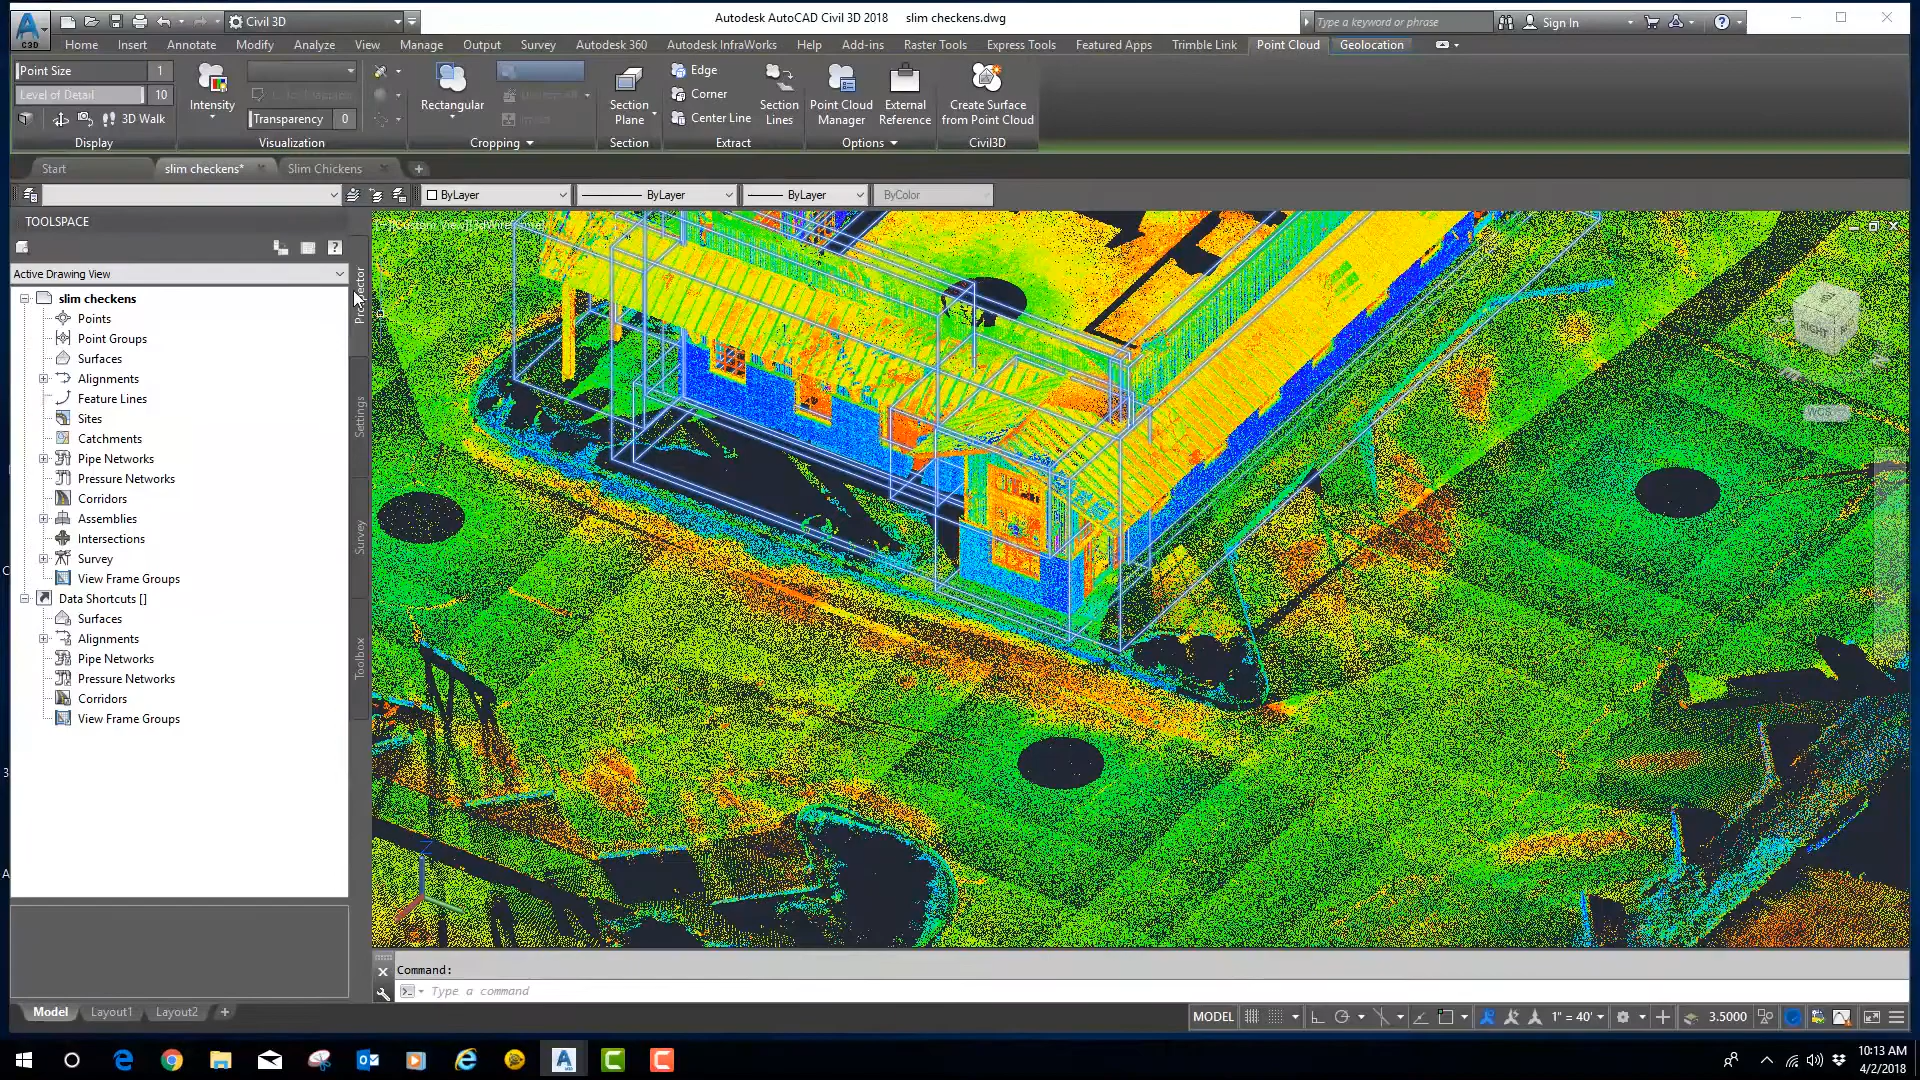 Civil 3D
Autodesk AutoCAD Civil 3D 2018 slim checkens.dwg
Type a keyword or phrase
Sign In
C3D
Home Insert Annotate Modify Analyze View Manage Output Survey Autodesk 360 Autodesk InfraWorks Help Add-ins Raster Tools Express Tools Featured Apps Trimble Link Point Cloud Geolocation
Point Size 1
Level of Detail 10
3D Walk
Display
Intensity
Transparency 0
Visualization
Rectangular
Cropping
Section Plane
Section
Edge
Corner
Center Line
Section Lines
Extract
Point Cloud Manager
External Reference
Options
Create Surface from Point Cloud
Civil3D
Start slim checkens* Slim Chickens
ByLayer ByLayer ByLayer ByColor
TOOLSPACE
Active Drawing View
slim checkens
Points
Point Groups
Surfaces
Alignments
Feature Lines
Sites
Catchments
Pipe Networks
Pressure Networks
Corridors
Assemblies
Intersections
Survey
View Frame Groups
Data Shortcuts []
Surfaces
Alignments
Pipe Networks
Pressure Networks
Corridors
View Frame Groups
Settings
Survey
Toolbox
RIGHT
WCS
Z
Command:
Type a command
Model Layout1 Layout2
MODEL 1" = 40' 3.5000
10:13 AM
4/2/2018